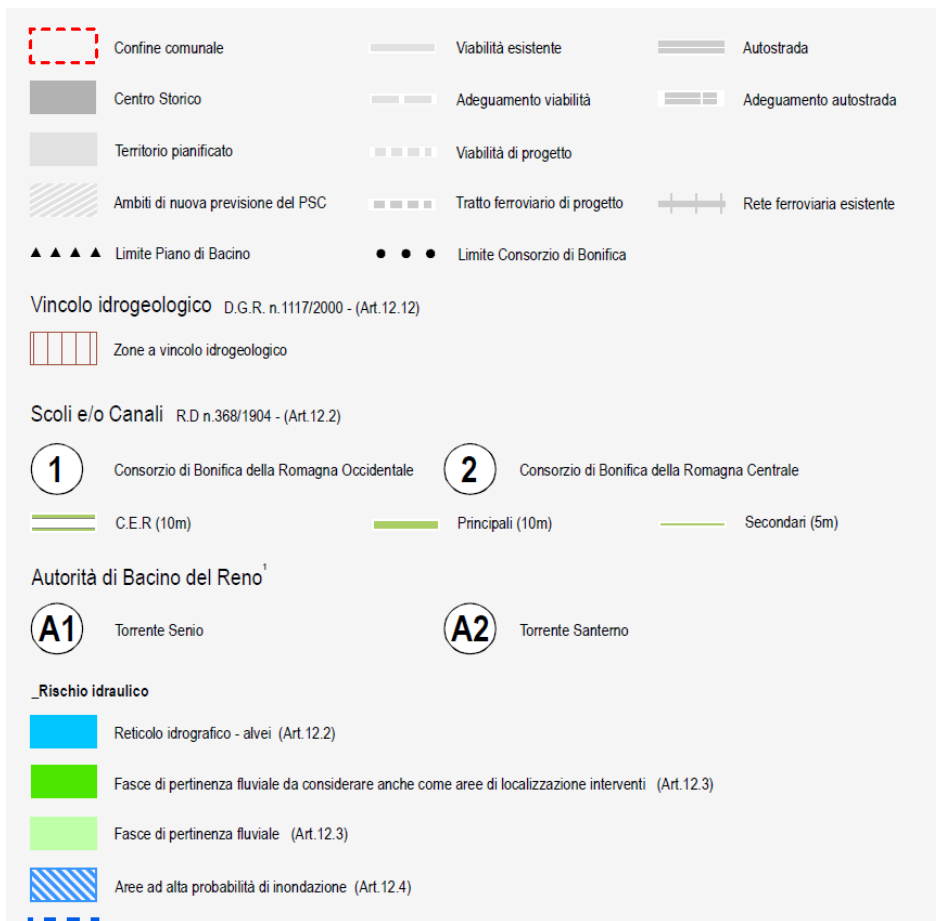 Confine comunale Viabilità esistente Autostrada
Centro Storico Adeguamento viabilità Adeguamento autostrada
Territorio pianificato Viabilità di progetto
Ambiti di nuova previsione del PSC Tratto ferroviario di progetto Rete ferroviaria esistente
Limite Piano di Bacino Limite Consorzio di Bonifica
Vincolo idrogeologico D.G.R. n.1117/2000 - (Art.12.12)
Zone a vincolo idrogeologico
Scoli e/o Canali R.D n.368/1904 - (Art.12.2)
1 Consorzio di Bonifica della Romagna Occidentale 2 Consorzio di Bonifica della Romagna Centrale
C.E.R (10m) Principali (10m) Secondari (5m)
Autorità di Bacino del Reno¹
A1 Torrente Senio A2 Torrente Santerno
_Rischio idraulico
Reticolo idrografico - alvei (Art.12.2)
Fasce di pertinenza fluviale da considerare anche come aree di localizzazione interventi (Art.12.3)
Fasce di pertinenza fluviale (Art.12.3)
Aree ad alta probabilità di inondazione (Art.12.4)